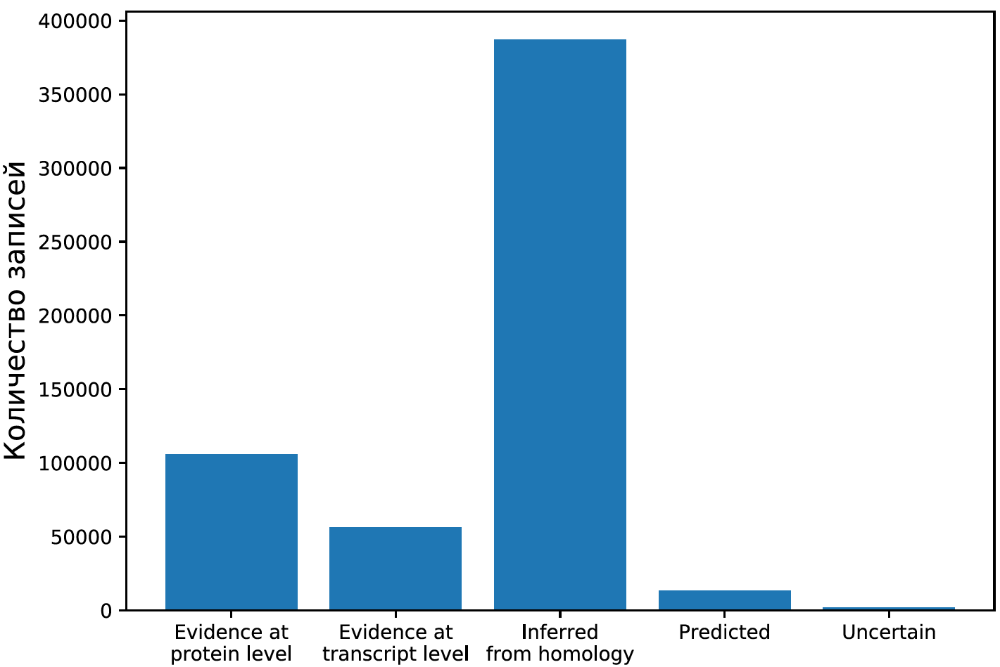 Количество записей
400000
350000
300000
250000
200000
150000
100000
50000
0
Evidence at
protein level
Evidence at
transcript level
Inferred
from homology
Predicted
Uncertain